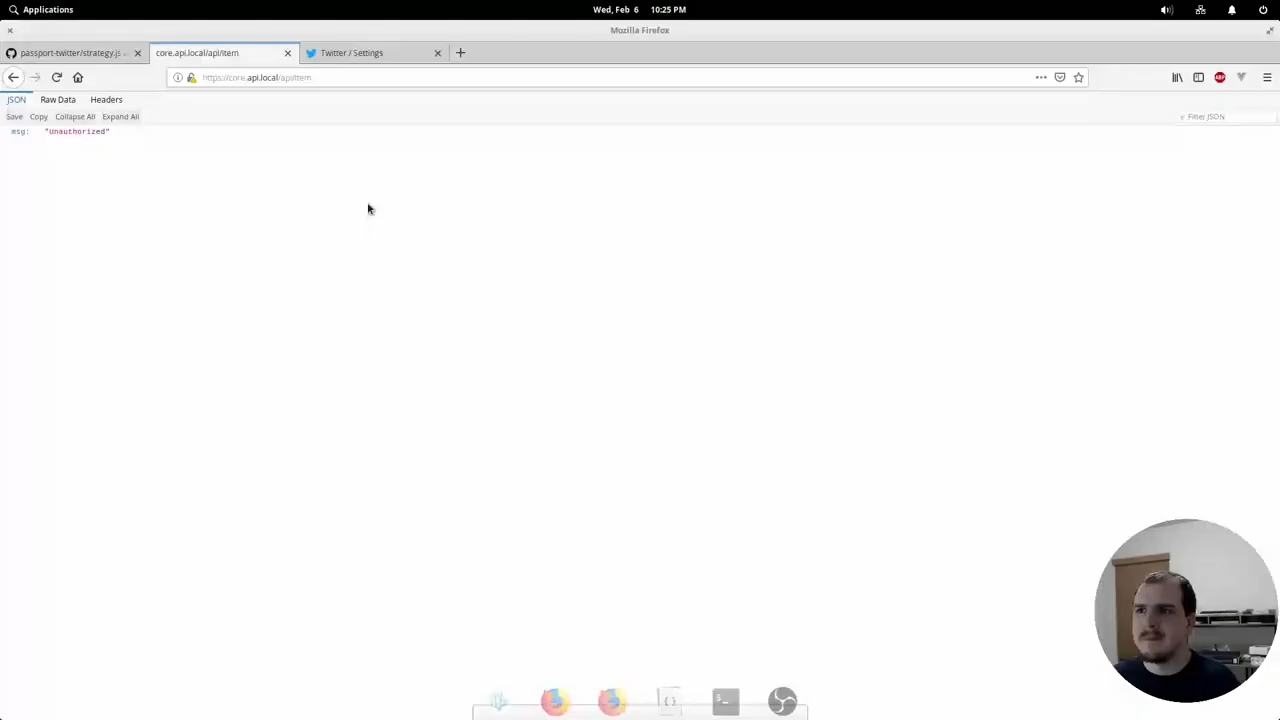 Applications
Wed, Feb 6 10:25 PM
Mozilla Firefox
passport-twitter/strategy.js
core.api.local/api/item
Twitter / Settings
https://core.api.local/api/item
JSON
Raw Data
Headers
Save
Copy
Collapse All
Expand All
Filter JSON
msg: "Unauthorized"